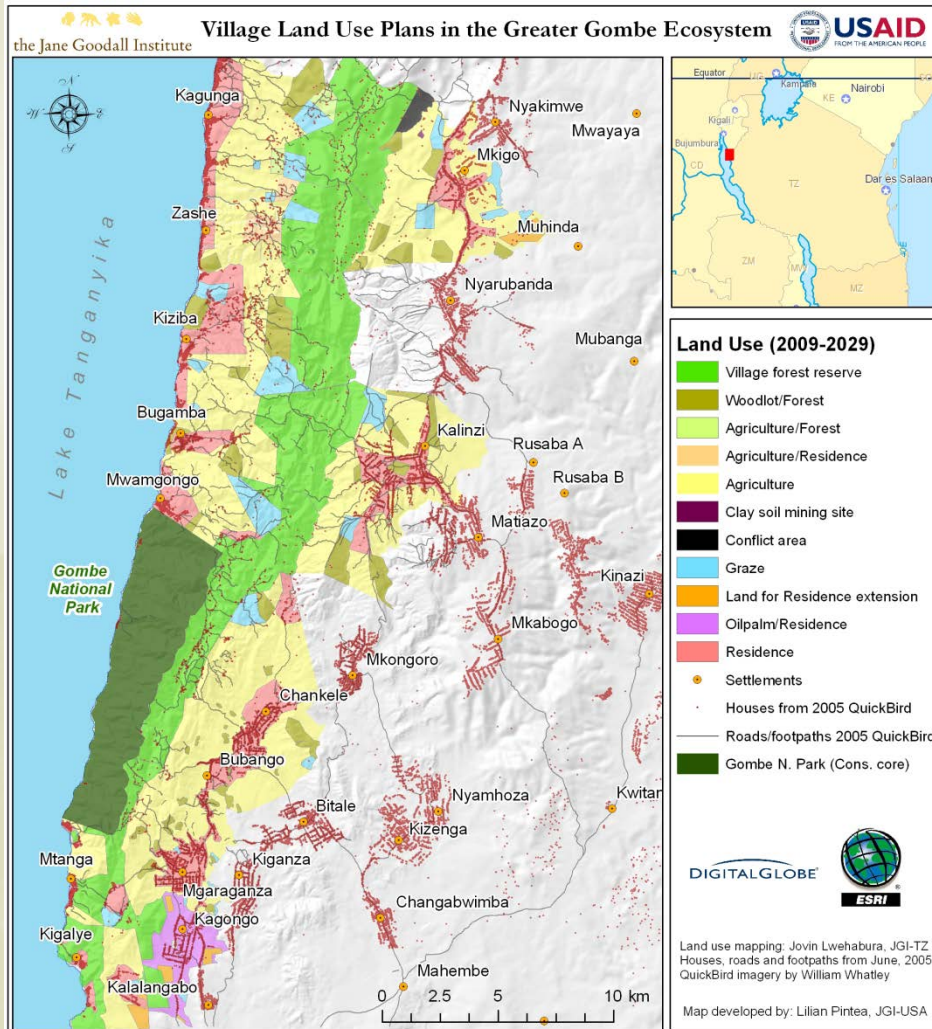 the Jane Goodall Institute
Village Land Use Plans in the Greater Gombe Ecosystem
USAID
FROM THE AMERICAN PEOPLE
N
W
E
S
Kagunga
Nyakimwe
Mwayaya
Mkigo
Zashe
Muhinda
Nyarubanda
Kiziba
Mubanga
Lake Tanganyika
Bugamba
Kalinzi
Rusaba A
Mwamgongo
Rusaba B
Matiazo
Gombe
National
Park
Kinazi
Mkabogo
Mkongoro
Chankele
Bubango
Nyamhoza
Bitale
Kwitan
Kizenga
Mtanga
Kiganza
Mgaraganza
Changabwimba
Kagongo
Kigalye
Mahembe
Kalalangabo
0 2.5 5 10 km
Equator
Kampala
KE
Nairobi
Kigali
Bujumbura
CD
TZ
Dar es Salaam
ZM
MW
MZ
Land Use (2009-2029)
Village forest reserve
Woodlot/Forest
Agriculture/Forest
Agriculture/Residence
Agriculture
Clay soil mining site
Conflict area
Graze
Land for Residence extension
Oilpalm/Residence
Residence
Settlements
Houses from 2005 QuickBird
Roads/footpaths 2005 QuickBird
Gombe N. Park (Cons. core)
DIGITALGLOBE
ESRI
Land use mapping: Jovin Lwehabura, JGI-TZ
Houses, roads and footpaths from June, 2005
QuickBird imagery by William Whatley
Map developed by: Lilian Pintea, JGI-USA